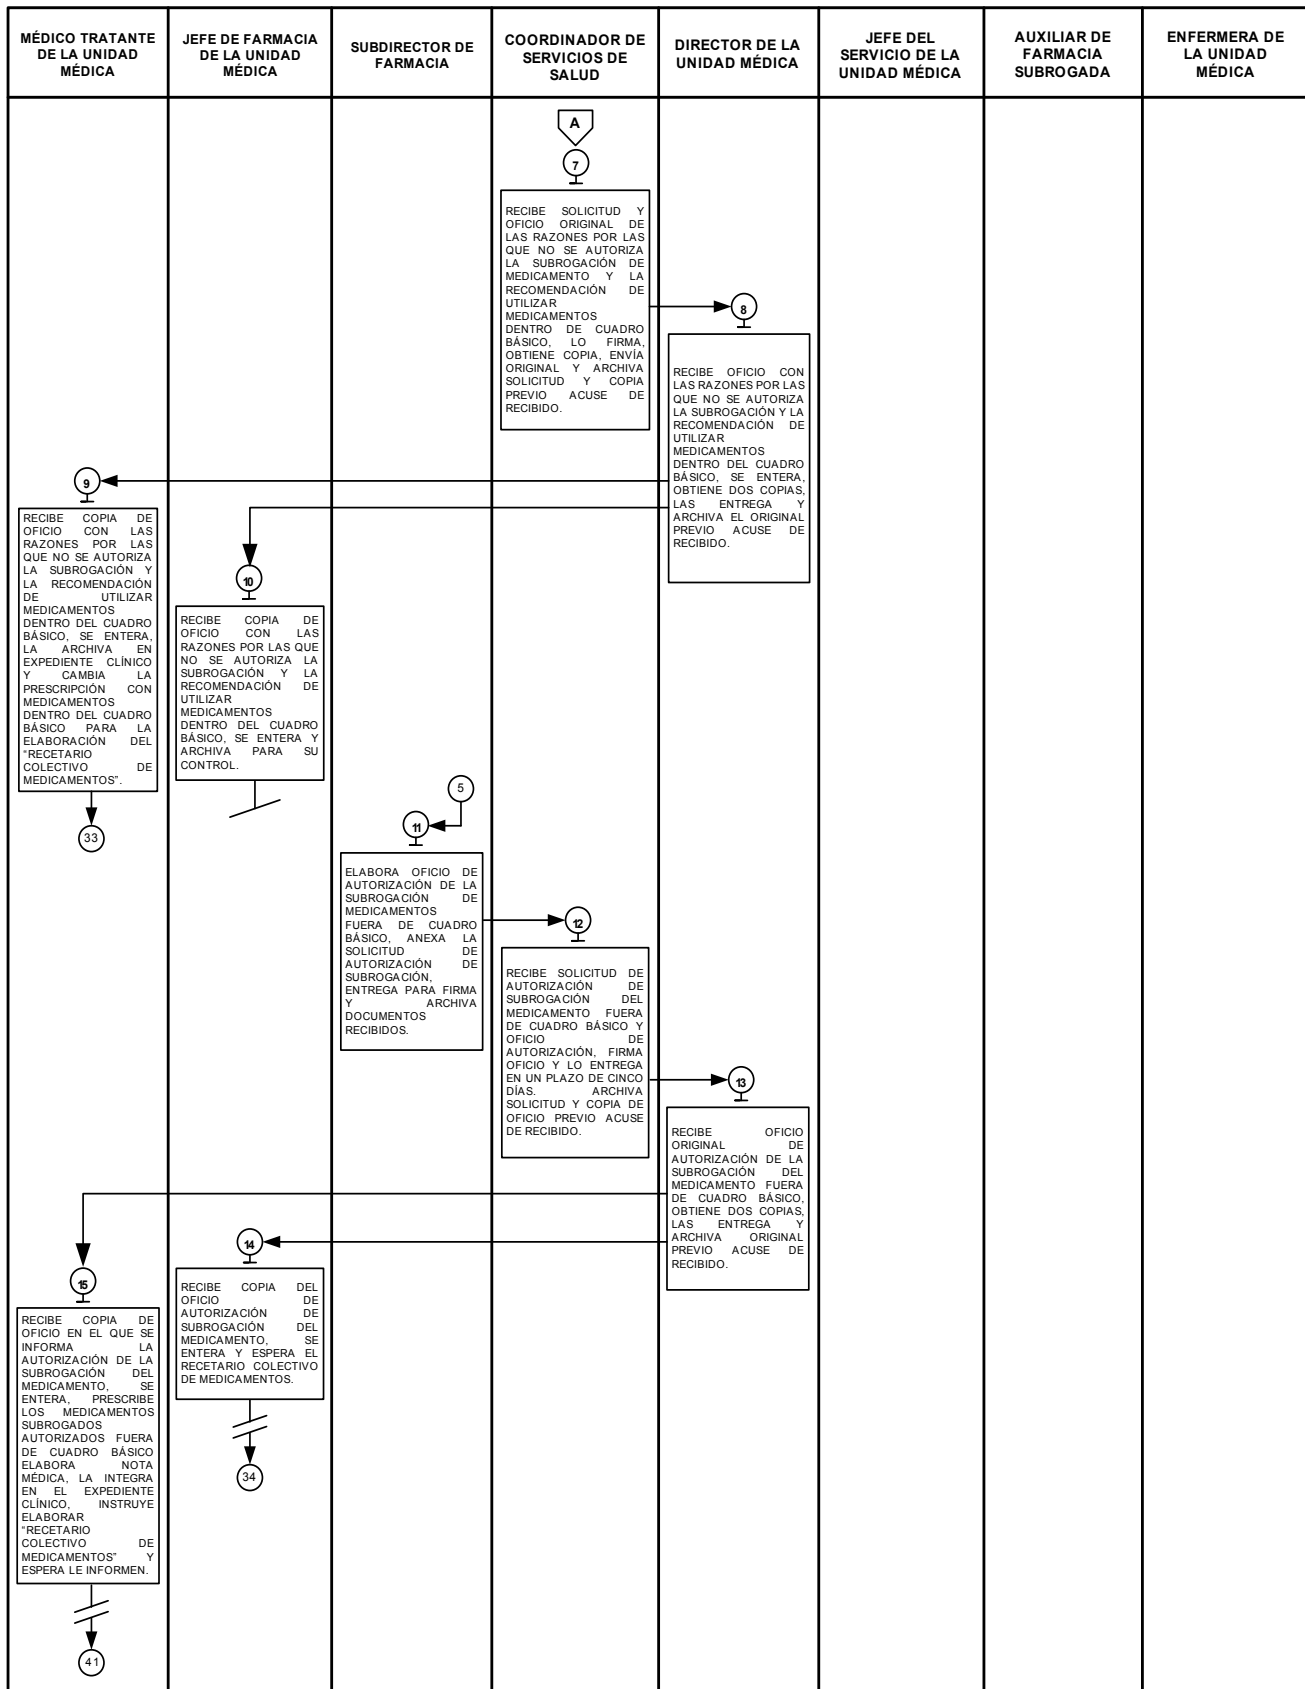 MÉDICO TRATANTE
DE LA UNIDAD
MÉDICA
JEFE DE FARMACIA
DE LA UNIDAD
MÉDICA
SUBDIRECTOR DE
FARMACIA
COORDINADOR DE
SERVICIOS DE
SALUD
DIRECTOR DE LA
UNIDAD MÉDICA
JEFE DEL
SERVICIO DE LA
UNIDAD MÉDICA
AUXILIAR DE
FARMACIA
SUBROGADA
ENFERMERA DE
LA UNIDAD
MÉDICA
A
7
RECIBE SOLICITUD Y
OFICIO ORIGINAL DE
LAS RAZONES POR LAS
QUE NO SE AUTORIZA
LA SUBROGACIÓN DE
MEDICAMENTO Y LA
RECOMENDACIÓN DE
UTILIZAR
MEDICAMENTOS
DENTRO DE CUADRO
BÁSICO, LO FIRMA,
OBTIENE COPIA, ENVÍA
ORIGINAL Y ARCHIVA
SOLICITUD Y COPIA
PREVIO ACUSE DE
RECIBIDO.
8
RECIBE OFICIO CON
LAS RAZONES POR LAS
QUE NO SE AUTORIZA
LA SUBROGACIÓN Y LA
RECOMENDACIÓN DE
UTILIZAR
MEDICAMENTOS
DENTRO DEL CUADRO
BÁSICO, SE ENTERA,
OBTIENE DOS COPIAS,
LAS ENTREGA Y
ARCHIVA EL ORIGINAL
PREVIO ACUSE DE
RECIBIDO.
9
RECIBE COPIA DE
OFICIO CON LAS
RAZONES POR LAS
QUE NO SE AUTORIZA
LA SUBROGACIÓN Y
LA RECOMENDACIÓN
DE UTILIZAR
MEDICAMENTOS
DENTRO DEL CUADRO
BÁSICO, SE ENTERA,
LA ARCHIVA EN
EXPEDIENTE CLÍNICO
Y CAMBIA LA
PRESCRIPCIÓN CON
MEDICAMENTOS
DENTRO DEL CUADRO
BÁSICO PARA LA
ELABORACIÓN DEL
“RECETARIO
COLECTIVO DE
MEDICAMENTOS”.
33
10
RECIBE COPIA DE
OFICIO CON LAS
RAZONES POR LAS QUE
NO SE AUTORIZA LA
SUBROGACIÓN Y LA
RECOMENDACIÓN DE
UTILIZAR
MEDICAMENTOS
DENTRO DEL CUADRO
BÁSICO, SE ENTERA Y
ARCHIVA PARA SU
CONTROL.
5
11
ELABORA OFICIO DE
AUTORIZACIÓN DE LA
SUBROGACIÓN DE
MEDICAMENTOS
FUERA DE CUADRO
BÁSICO, ANEXA LA
SOLICITUD DE
AUTORIZACIÓN DE
SUBROGACIÓN,
ENTREGA PARA FIRMA
Y ARCHIVA
DOCUMENTOS
RECIBIDOS.
12
RECIBE SOLICITUD DE
AUTORIZACIÓN DE
SUBROGACIÓN DEL
MEDICAMENTO FUERA
DE CUADRO BÁSICO Y
OFICIO DE
AUTORIZACIÓN, FIRMA
OFICIO Y LO ENTREGA
EN UN PLAZO DE CINCO
DÍAS. ARCHIVA
SOLICITUD Y COPIA DE
OFICIO PREVIO ACUSE
DE RECIBIDO.
13
RECIBE OFICIO
ORIGINAL DE
AUTORIZACIÓN DE LA
SUBROGACIÓN DEL
MEDICAMENTO FUERA
DE CUADRO BÁSICO,
OBTIENE DOS COPIAS,
LAS ENTREGA Y
ARCHIVA ORIGINAL
PREVIO ACUSE DE
RECIBIDO.
14
RECIBE COPIA DEL
OFICIO DE
AUTORIZACIÓN DE
SUBROGACIÓN DEL
MEDICAMENTO, SE
ENTERA Y ESPERA EL
RECETARIO COLECTIVO
DE MEDICAMENTOS.
34
15
RECIBE COPIA DE
OFICIO EN EL QUE SE
INFORMA LA
AUTORIZACIÓN DE LA
SUBROGACIÓN DEL
MEDICAMENTO, SE
ENTERA, PRESCRIBE
LOS MEDICAMENTOS
SUBROGADOS
AUTORIZADOS FUERA
DE CUADRO BÁSICO
ELABORA NOTA
MÉDICA, LA INTEGRA
EN EL EXPEDIENTE
CLÍNICO, INSTRUYE
ELABORAR
“RECETARIO
COLECTIVO DE
MEDICAMENTOS” Y
ESPERA LE INFORMEN.
41